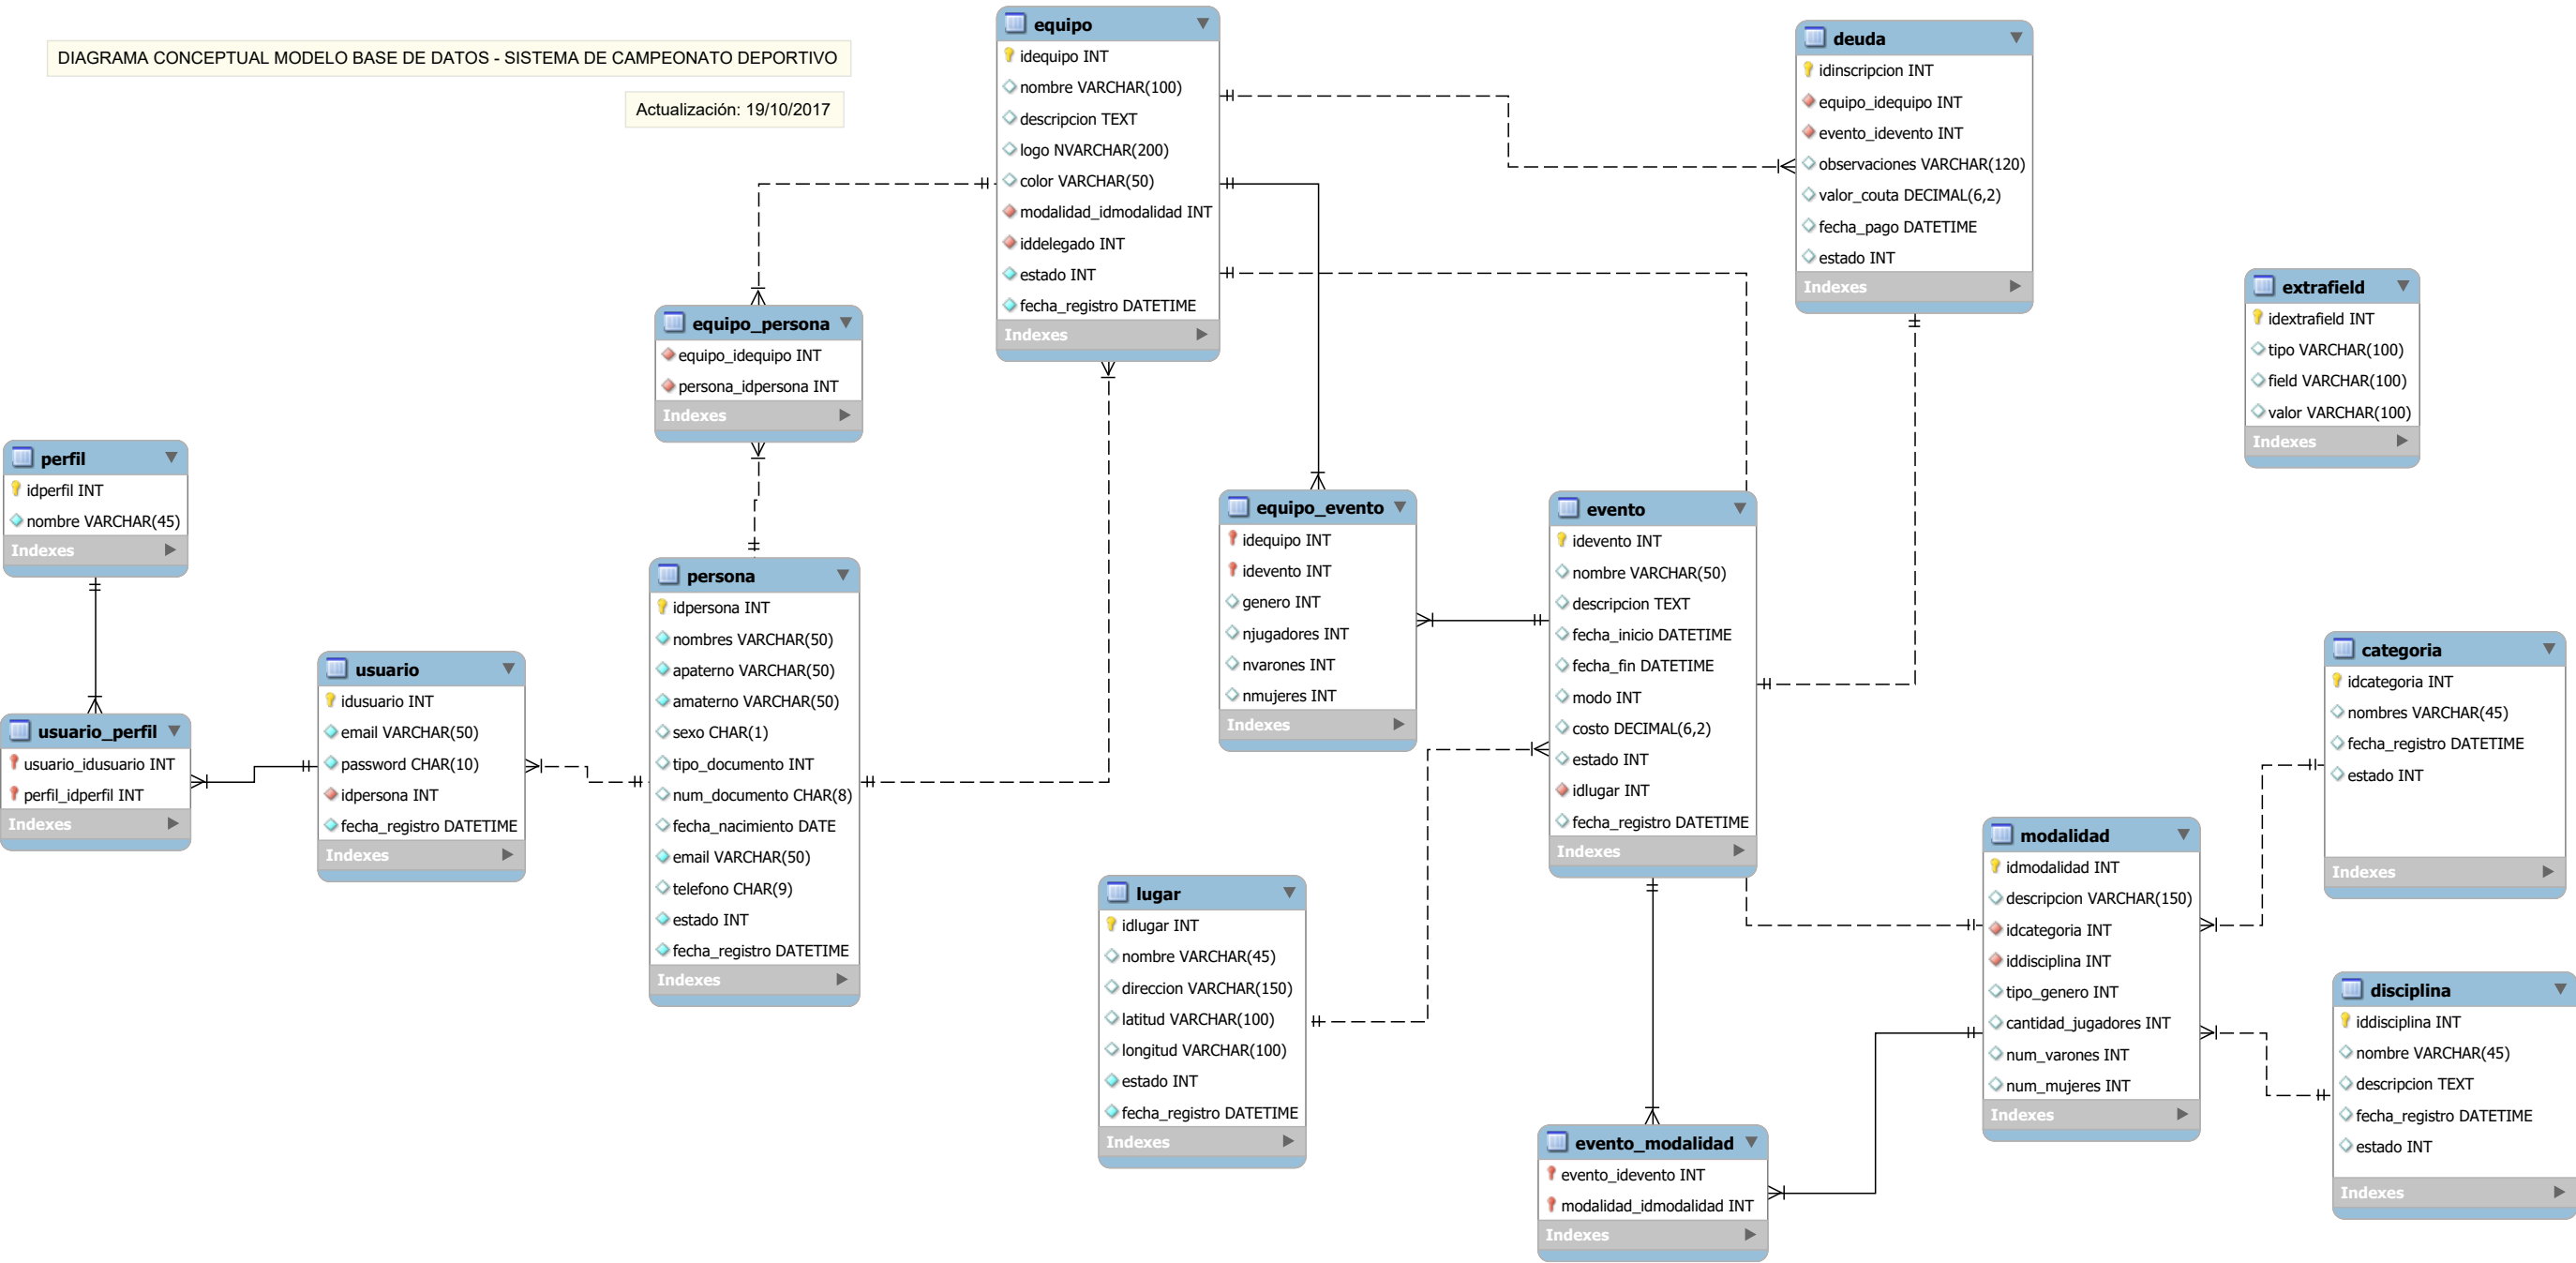 DIAGRAMA CONCEPTUAL MODELO BASE DE DATOS - SISTEMA DE CAMPEONATO DEPORTIVO
Actualización: 19/10/2017
equipo
idequipo INT
nombre VARCHAR(100)
descripcion TEXT
logo NVARCHAR(200)
color VARCHAR(50)
modalidad_idmodalidad INT
iddelegado INT
estado INT
fecha_registro DATETIME
Indexes
deuda
idinscripcion INT
equipo_idequipo INT
evento_idevento INT
observaciones VARCHAR(120)
valor_couta DECIMAL(6,2)
fecha_pago DATETIME
estado INT
Indexes
extrafield
idextrafield INT
tipo VARCHAR(100)
field VARCHAR(100)
valor VARCHAR(100)
Indexes
equipo_persona
equipo_idequipo INT
persona_idpersona INT
Indexes
perfil
idperfil INT
nombre VARCHAR(45)
Indexes
usuario_perfil
usuario_idusuario INT
perfil_idperfil INT
Indexes
usuario
idusuario INT
email VARCHAR(50)
password CHAR(10)
idpersona INT
fecha_registro DATETIME
Indexes
persona
idpersona INT
nombres VARCHAR(50)
apaterno VARCHAR(50)
amaterno VARCHAR(50)
sexo CHAR(1)
tipo_documento INT
num_documento CHAR(8)
fecha_nacimiento DATE
email VARCHAR(50)
telefono CHAR(9)
estado INT
fecha_registro DATETIME
Indexes
equipo_evento
idequipo INT
idevento INT
genero INT
njugadores INT
nvarones INT
nmujeres INT
Indexes
evento
idevento INT
nombre VARCHAR(50)
descripcion TEXT
fecha_inicio DATETIME
fecha_fin DATETIME
modo INT
costo DECIMAL(6,2)
estado INT
idlugar INT
fecha_registro DATETIME
Indexes
lugar
idlugar INT
nombre VARCHAR(45)
direccion VARCHAR(150)
latitud VARCHAR(100)
longitud VARCHAR(100)
estado INT
fecha_registro DATETIME
Indexes
categoria
idcategoria INT
nombres VARCHAR(45)
fecha_registro DATETIME
estado INT
Indexes
modalidad
idmodalidad INT
descripcion VARCHAR(150)
idcategoria INT
iddisciplina INT
tipo_genero INT
cantidad_jugadores INT
num_varones INT
num_mujeres INT
Indexes
disciplina
iddisciplina INT
nombre VARCHAR(45)
descripcion TEXT
fecha_registro DATETIME
estado INT
Indexes
evento_modalidad
evento_idevento INT
modalidad_idmodalidad INT
Indexes